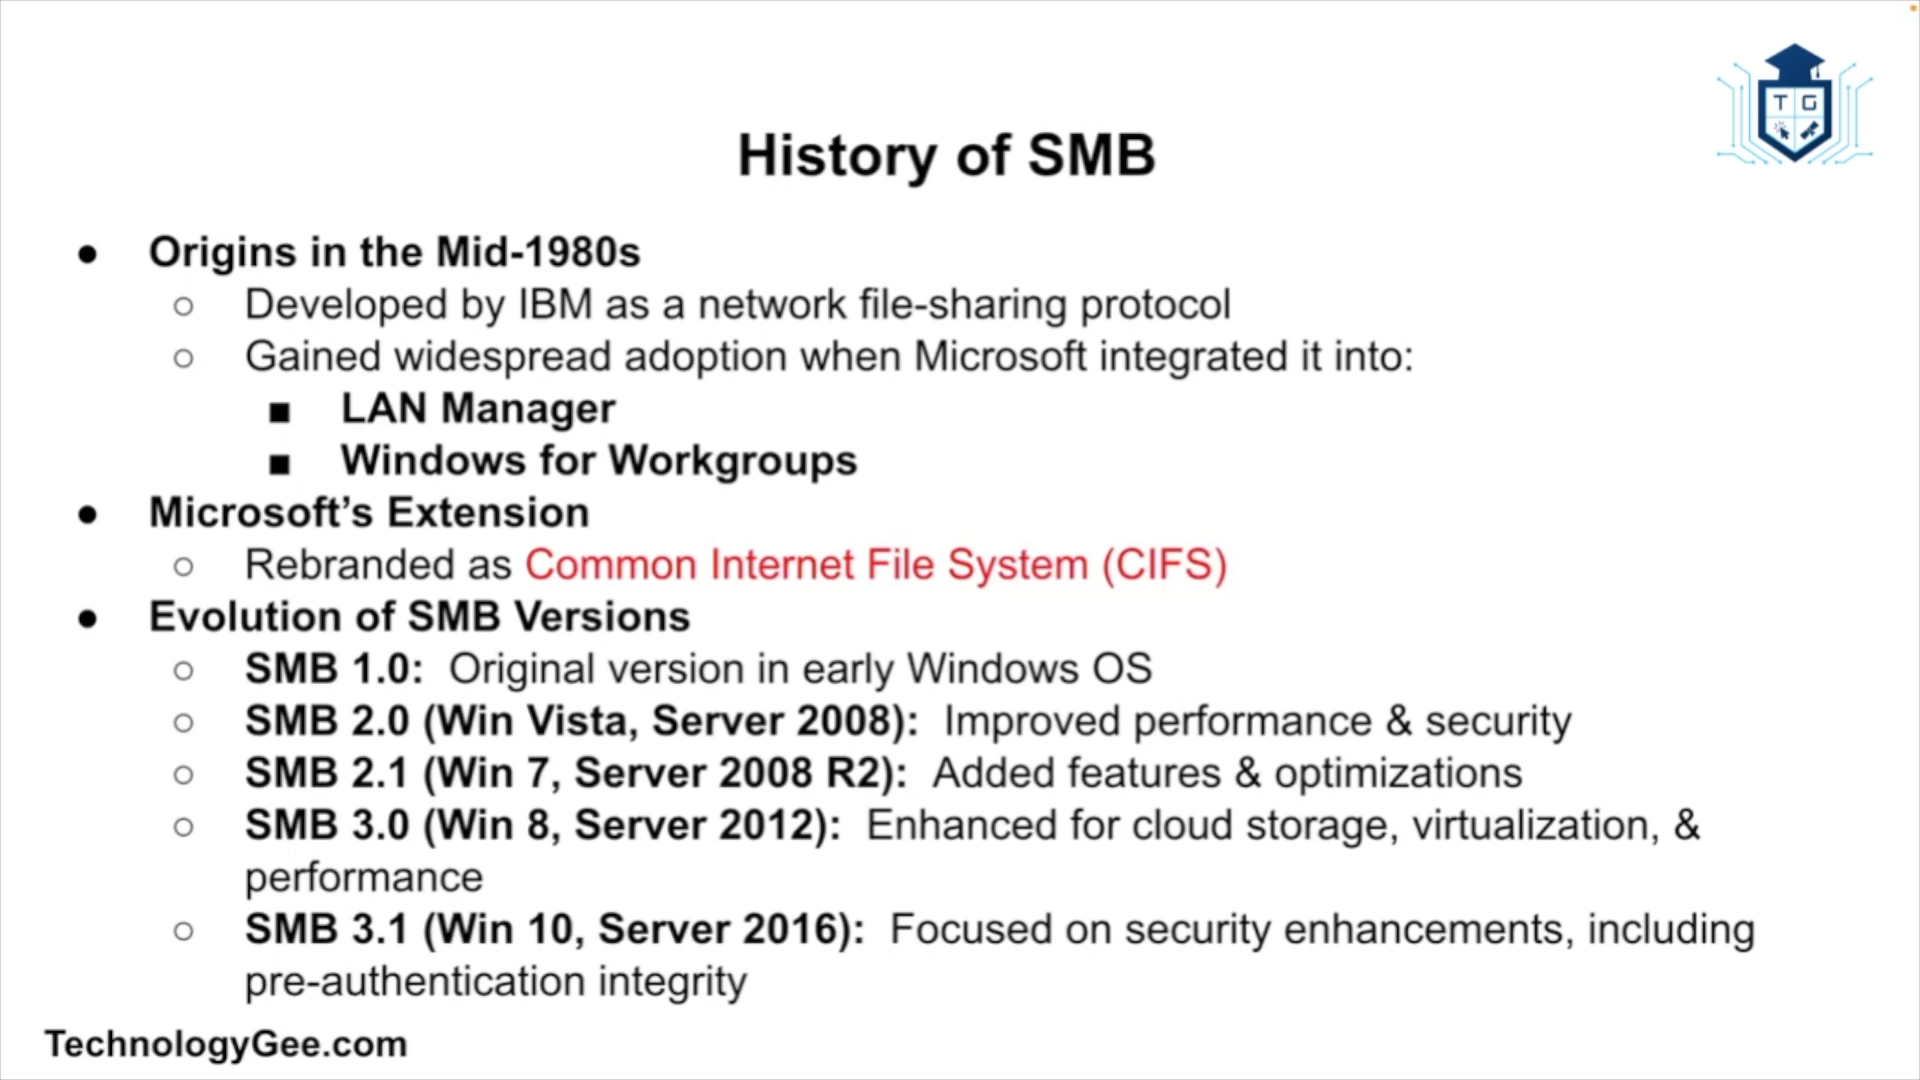 T G
History of SMB
● Origins in the Mid-1980s
○ Developed by IBM as a network file-sharing protocol
○ Gained widespread adoption when Microsoft integrated it into:
■ LAN Manager
■ Windows for Workgroups
● Microsoft’s Extension
○ Rebranded as Common Internet File System (CIFS)
● Evolution of SMB Versions
○ SMB 1.0: Original version in early Windows OS
○ SMB 2.0 (Win Vista, Server 2008): Improved performance & security
○ SMB 2.1 (Win 7, Server 2008 R2): Added features & optimizations
○ SMB 3.0 (Win 8, Server 2012): Enhanced for cloud storage, virtualization, &
performance
○ SMB 3.1 (Win 10, Server 2016): Focused on security enhancements, including
pre-authentication integrity
TechnologyGee.com